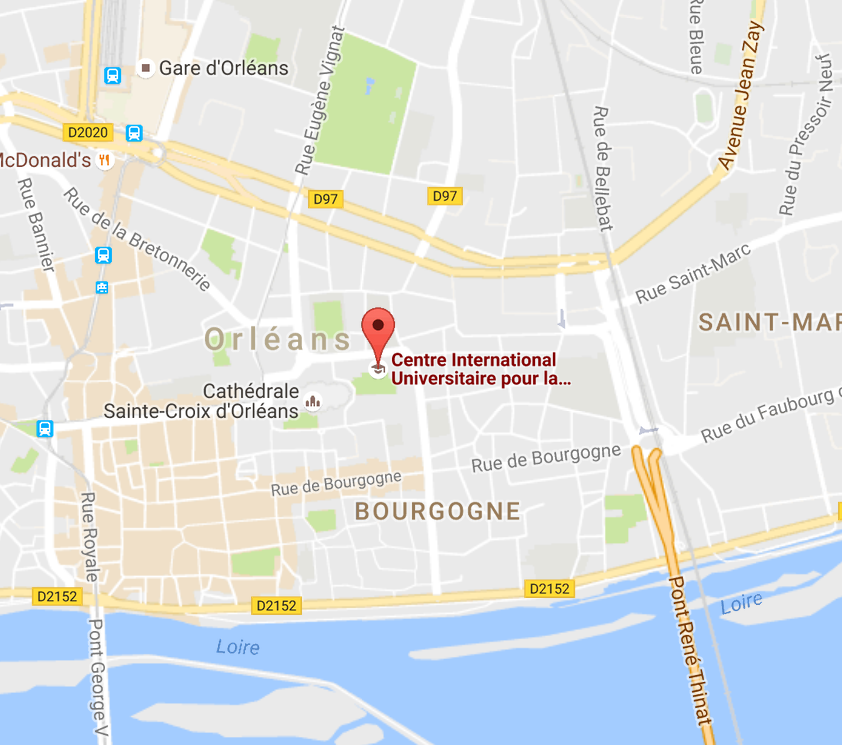 Gare d'Orléans
Rue Eugène Vignat
Rue Bleue
Avenue Jean Zay
Rue du Pressoir Neuf
Rue de Bellebat
D2020
McDonald's
Rue Bannier
Rue de la Bretonnerie
D97
D97
Rue Saint-Marc
SAINT-MAR
Orléans
Centre International
Universitaire pour la...
Cathédrale
Sainte-Croix d'Orléans
Rue du Faubourg
Rue de Bourgogne
Rue de Bourgogne
BOURGOGNE
Rue Royale
D2152
D2152
D2152
Loire
Loire
Pont George V
Pont René Thinat